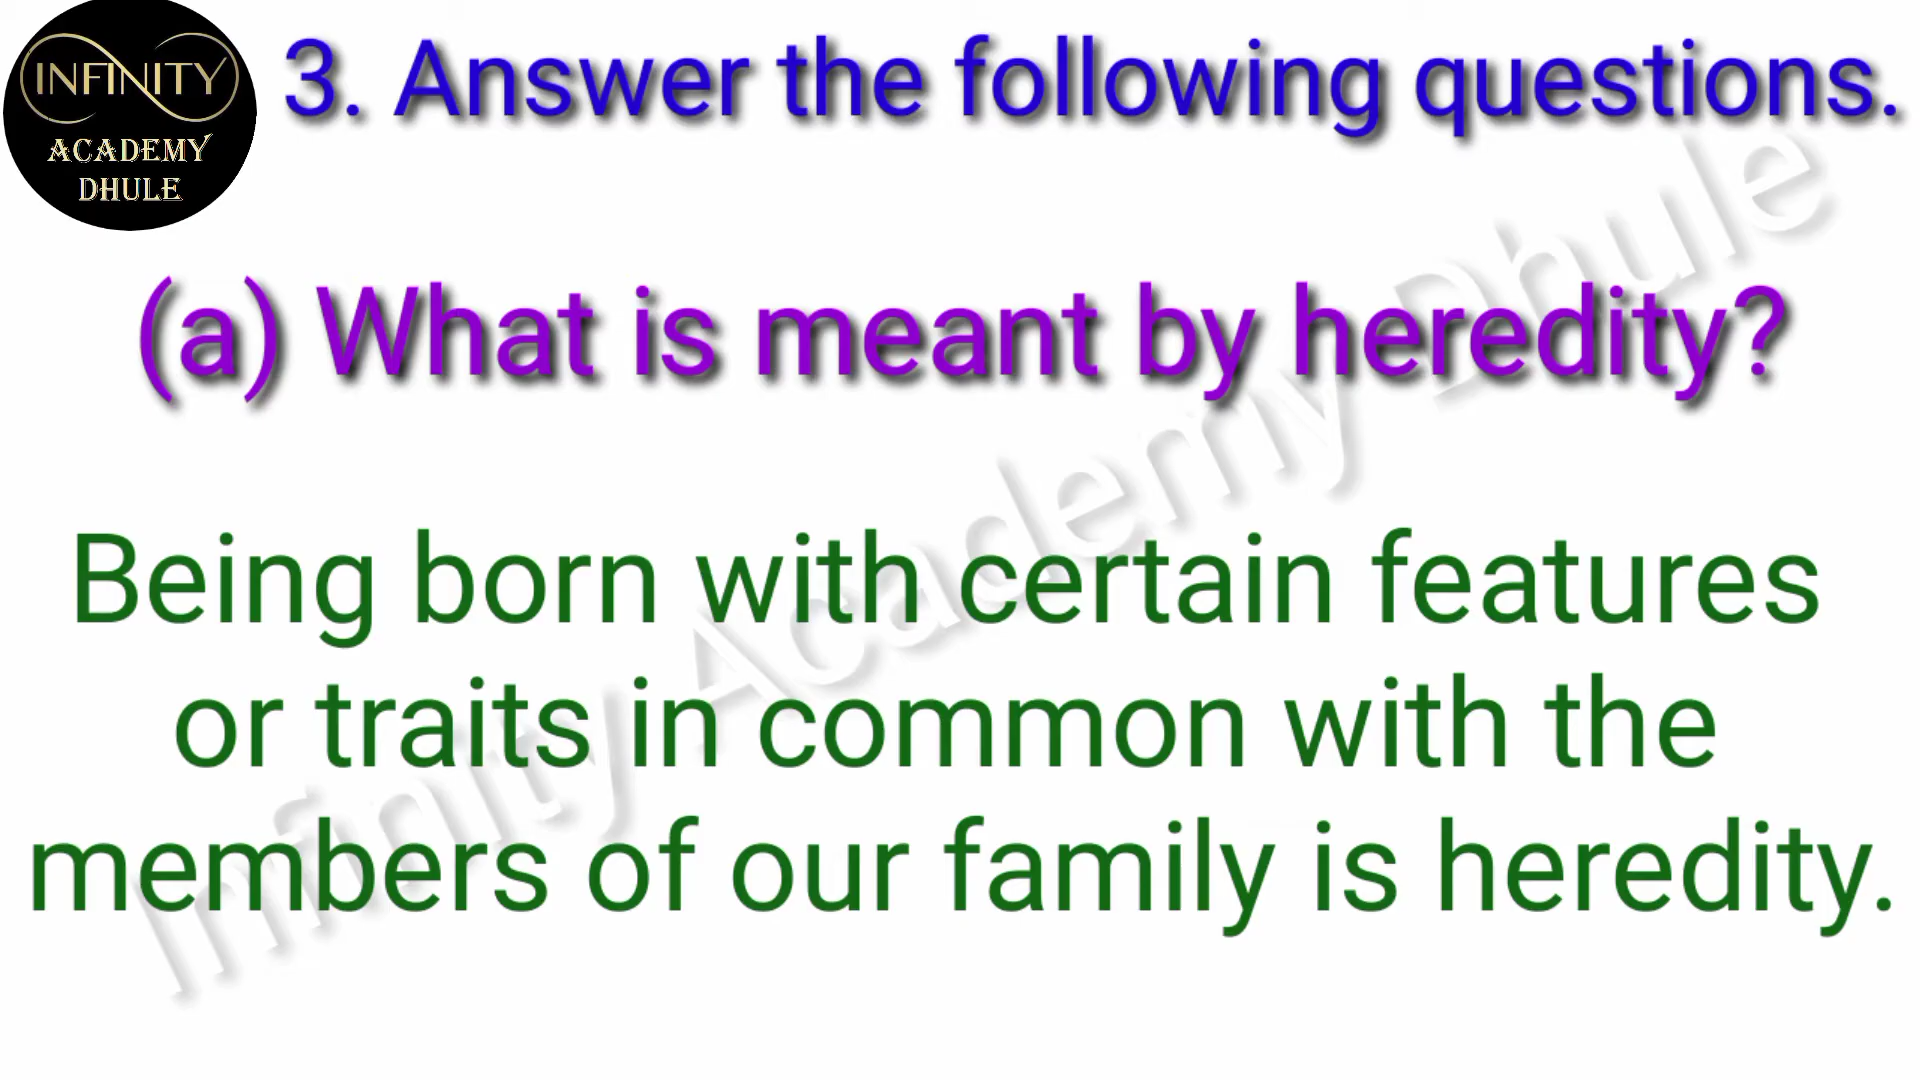 INFINITY
ACADEMY
DHULE
3. Answer the following questions.
(a) What is meant by heredity?
Being born with certain features
or traits in common with the
members of our family is heredity.
Infinity Academy Dhule